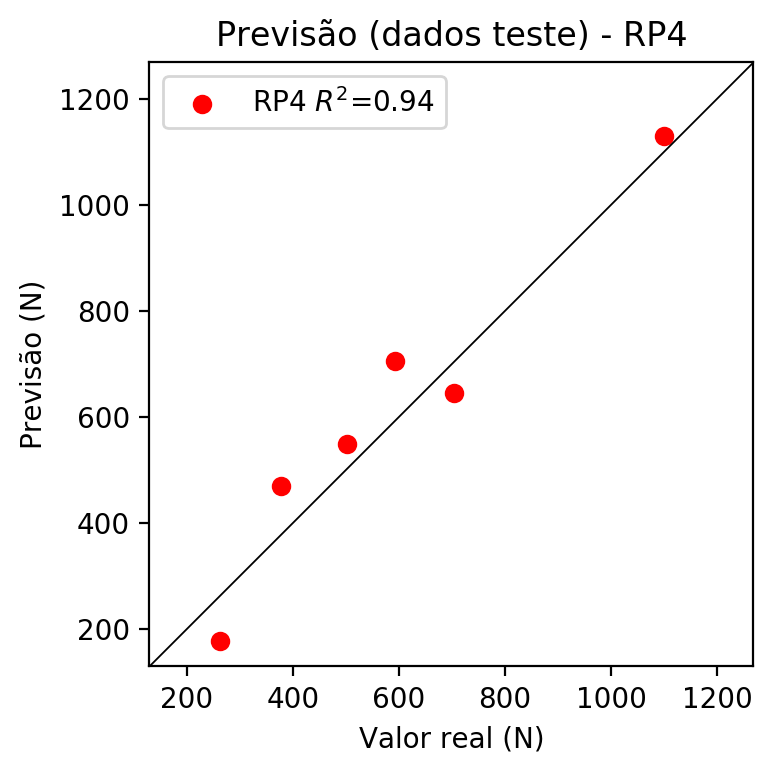 Previsão (dados teste) - RP4
RP4 R²=0.94
1200
1000
800
600
400
200
Previsão (N)
200 400 600 800 1000 1200
Valor real (N)